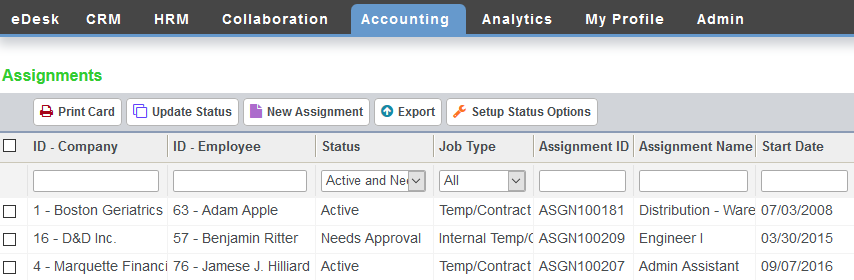 eDesk CRM HRM Collaboration Accounting Analytics My Profile Admin
Assignments
Print Card Update Status New Assignment Export Setup Status Options
ID - Company ID - Employee Status Job Type Assignment ID Assignment Name Start Date
Active and Nee All
1 - Boston Geriatrics 63 - Adam Apple Active Temp/Contract ASGN100181 Distribution - Ware 07/03/2008
16 - D&D Inc. 57 - Benjamin Ritter Needs Approval Internal Temp/C ASGN100209 Engineer I 03/30/2015
4 - Marquette Financi 76 - Jamese J. Hilliard Active Temp/Contract ASGN100207 Admin Assistant 09/07/2016